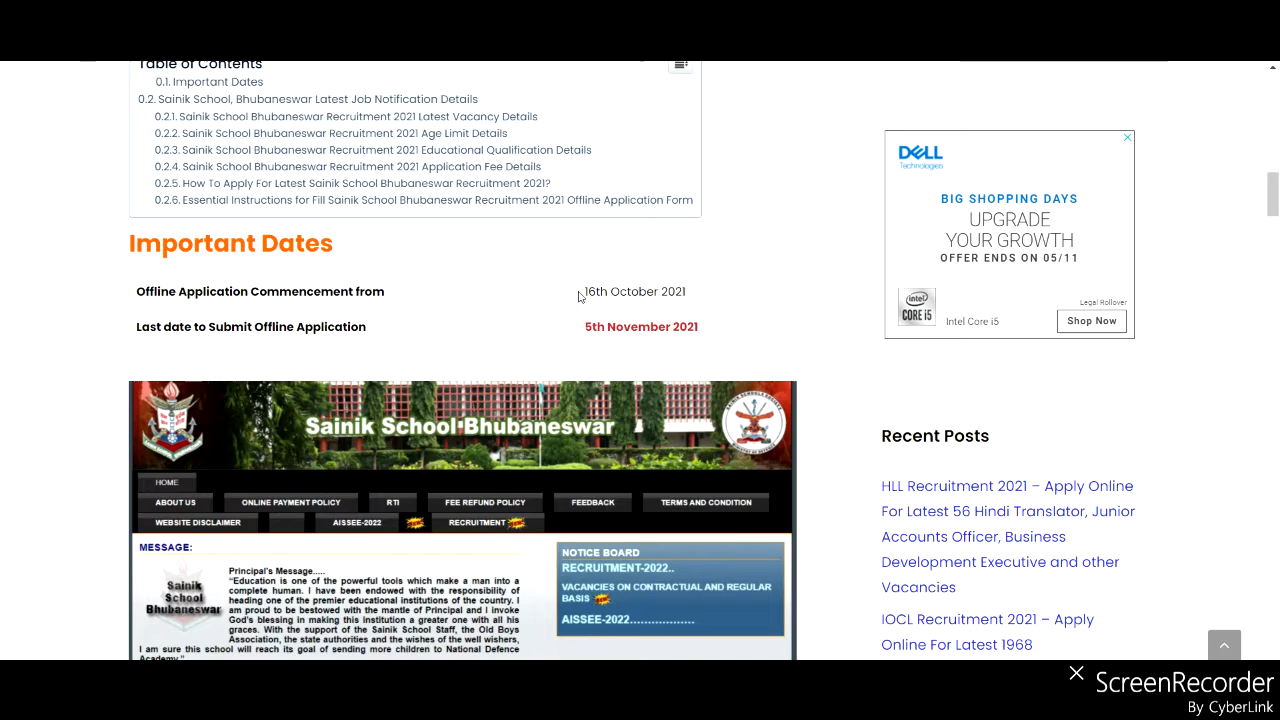 Table of Contents
0.1. Important Dates
0.2. Sainik School, Bhubaneswar Latest Job Notification Details
0.2.1. Sainik School Bhubaneswar Recruitment 2021 Latest Vacancy Details
0.2.2. Sainik School Bhubaneswar Recruitment 2021 Age Limit Details
0.2.3. Sainik School Bhubaneswar Recruitment 2021 Educational Qualification Details
0.2.4. Sainik School Bhubaneswar Recruitment 2021 Application Fee Details
0.2.5. How To Apply For Latest Sainik School Bhubaneswar Recruitment 2021?
0.2.6. Essential Instructions for Fill Sainik School Bhubaneswar Recruitment 2021 Offline Application Form
Important Dates
Offline Application Commencement from 16th October 2021
Last date to Submit Offline Application 5th November 2021
Sainik School Bhubaneswar
HOME
ABOUT US ONLINE PAYMENT POLICY RTI FEE REFUND POLICY FEEDBACK TERMS AND CONDITION
WEBSITE DISCLAIMER AISSEE-2022 RECRUITMENT
MESSAGE:
Sainik
School
Bhubaneswar
Principal's Message.....
“Education is one of the powerful tools which make a man into a
complete human. I have been endowed with the responsibility of
heading one of the premier educational institutions of the country. I
am proud to be bestowed with the mantle of Principal and I invoke
God's blessing in making this institution a greater one with all his
graces. With the support of the Sainik School Staff, the Old Boys
Association, the state authorities and the wishes of the well wishers,
I am sure this school will reach its goal of sending more children to National Defence
Academy.”
NOTICE BOARD
RECRUITMENT-2022..
VACANCIES ON CONTRACTUAL AND REGULAR
BASIS
AISSEE-2022..................
DELL
Technologies
BIG SHOPPING DAYS
UPGRADE
YOUR GROWTH
OFFER ENDS ON 05/11
intel
CORE i5
Intel Core i5
Legal Rollover
Shop Now
Recent Posts
HLL Recruitment 2021 – Apply Online
For Latest 56 Hindi Translator, Junior
Accounts Officer, Business
Development Executive and other
Vacancies
IOCL Recruitment 2021 – Apply
Online For Latest 1968
ScreenRecorder
By CyberLink